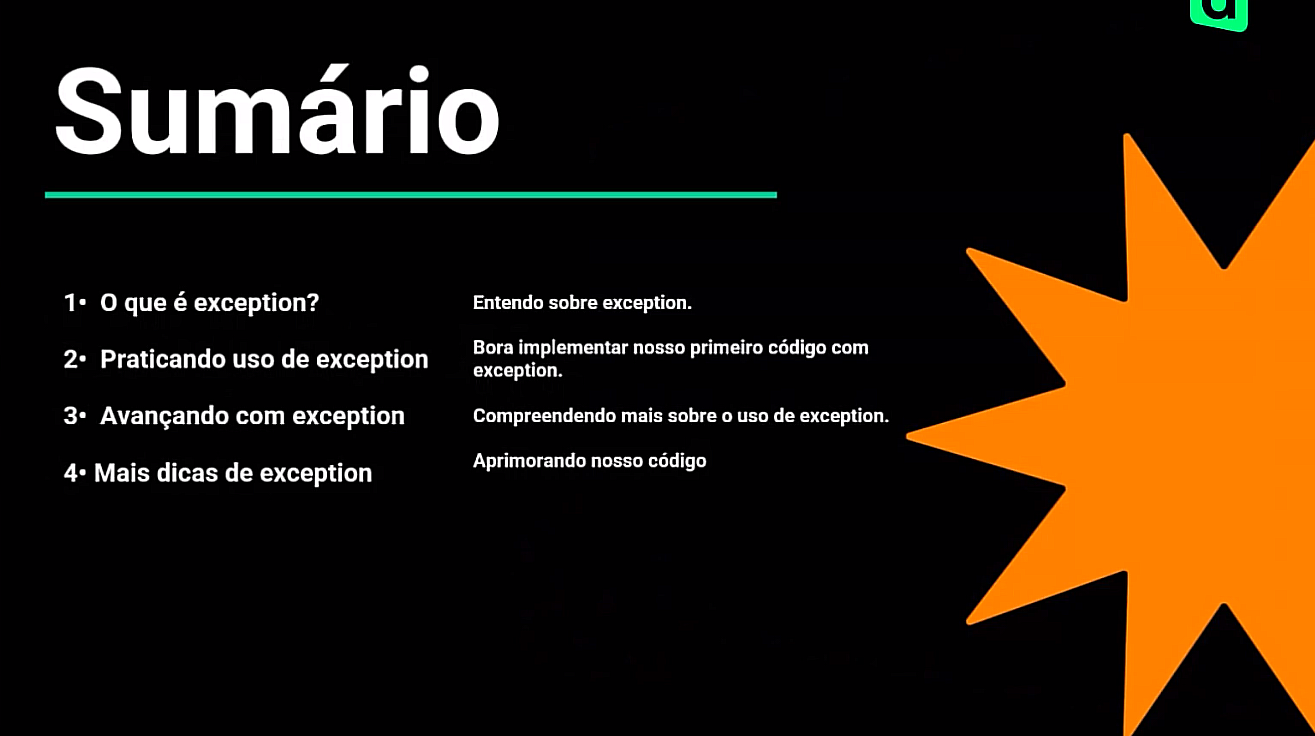 Sumário
1• O que é exception?
Entendo sobre exception.
2• Praticando uso de exception
Bora implementar nosso primeiro código com
exception.
3• Avançando com exception
Compreendendo mais sobre o uso de exception.
4• Mais dicas de exception
Aprimorando nosso código